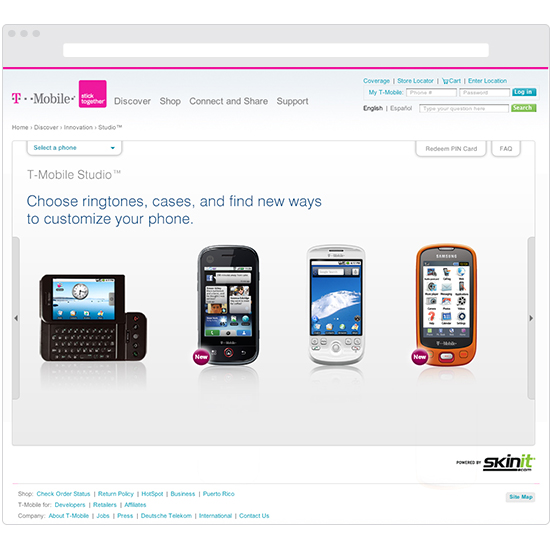 Coverage | Store Locator | Cart | Enter Location
T··Mobile· stick together Discover Shop Connect and Share Support
My T-Mobile: Phone # Password Log in
English | Español Type your question here Search
Home › Discover › Innovation › Studio™
Select a phone Redeem PIN Card FAQ
T-Mobile Studio™
Choose ringtones, cases, and find new ways
to customize your phone.
SAMSUNG
T··Mobile·
New
New
POWERED BY skinit.com
Shop: Check Order Status | Return Policy | HotSpot | Business | Puerto Rico
T-Mobile for: Developers | Retailers | Affiliates
Site Map
Company: About T-Mobile | Jobs | Press | Deutsche Telekom | International | Contact Us